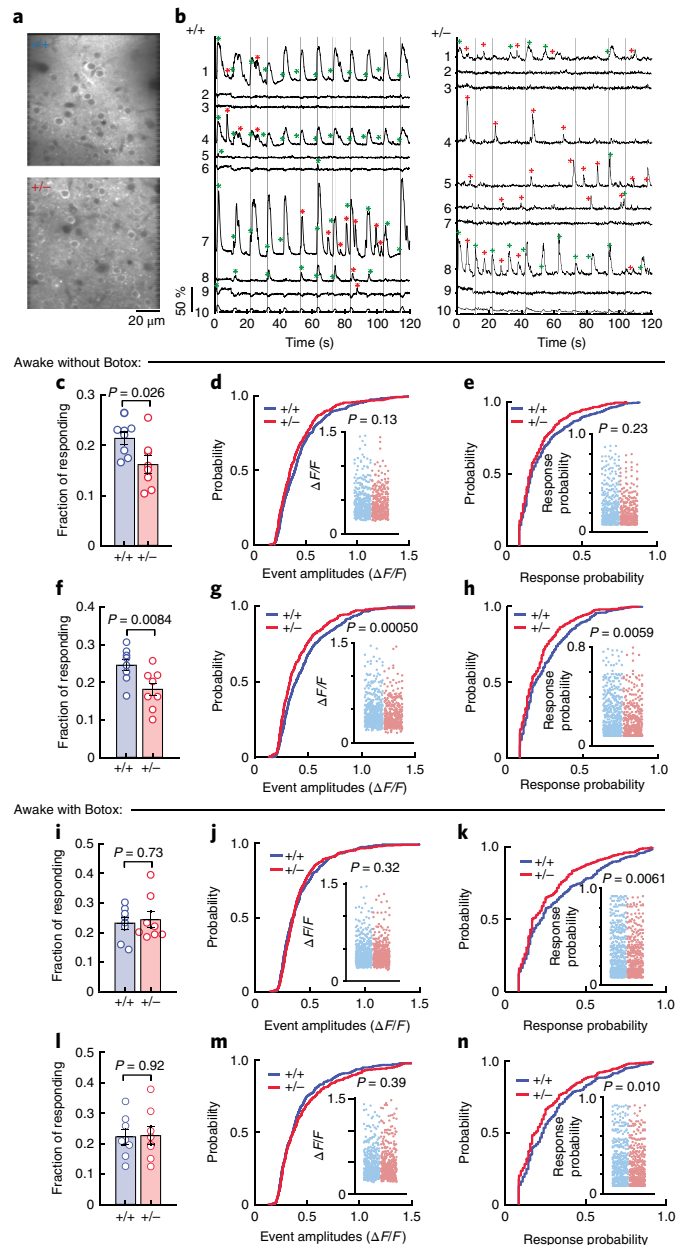 a
+/+
+/–
20 μm
b
+/+
1
2
3
4
5
6
7
8
9
10
50 %
0 20 40 60 80 100 120
Time (s)
+/–
1
2
3
4
5
6
7
8
9
10
0 20 40 60 80 100 120
Time (s)
Awake without Botox:
c
Fraction of responding
0.3
0.2
0.1
0
P = 0.026
+/+ +/–
d
Probability
1.0
0.5
0
+/+
+/–
P = 0.13
ΔF/F
1.5
0
0 0.5 1.0 1.5
Event amplitudes (ΔF/F)
e
Probability
1.0
0.5
0
+/+
+/–
P = 0.23
Response
probability
1.0
0
0 0.5 1.0
Response probability
f
Fraction of responding
0.4
0.3
0.2
0.1
0
P = 0.0084
+/+ +/–
g
Probability
1.0
0.5
0
+/+
+/–
P = 0.00050
ΔF/F
1.5
0
0 0.5 1.0 1.5
Event amplitudes (ΔF/F)
h
Probability
1.0
0.5
0
+/+
+/–
P = 0.0059
Response
probability
0.8
0
0 0.5 1.0
Response probability
Awake with Botox:
i
Fraction of responding
0.5
0.4
0.3
0.2
0.1
0
P = 0.73
+/+ +/–
j
Probability
1.0
0.5
0
+/+
+/–
P = 0.32
ΔF/F
1.5
0
0 0.5 1.0 1.5
Event amplitudes (ΔF/F)
k
Probability
1.0
0.5
0
+/+
+/–
P = 0.0061
Response
probability
1.0
0
0 0.5 1.0
Response probability
l
Fraction of responding
0.5
0.4
0.3
0.2
0.1
0
P = 0.92
+/+ +/–
m
Probability
1.0
0.5
0
+/+
+/–
P = 0.39
ΔF/F
1.5
0
0 0.5 1.0 1.5
Event amplitudes (ΔF/F)
n
Probability
1.0
0.5
0
+/+
+/–
P = 0.010
Response
probability
1.0
0
0 0.5 1.0
Response probability